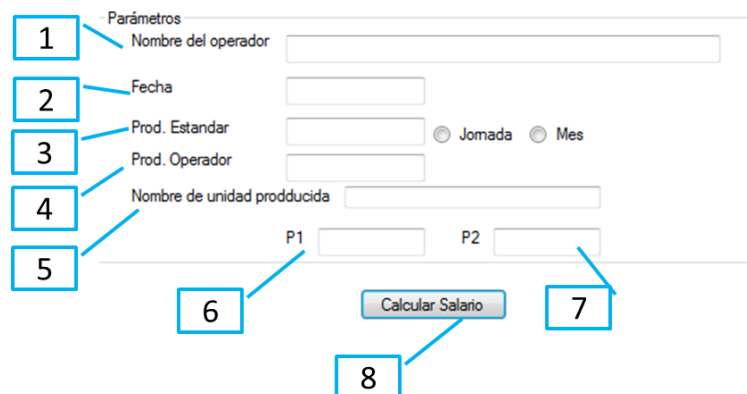 Parámetros
1 Nombre del operador
2 Fecha
3 Prod. Estandar Jornada Mes
4 Prod. Operador
5 Nombre de unidad prodducida
P1 P2
6 7
Calcular Salario
8